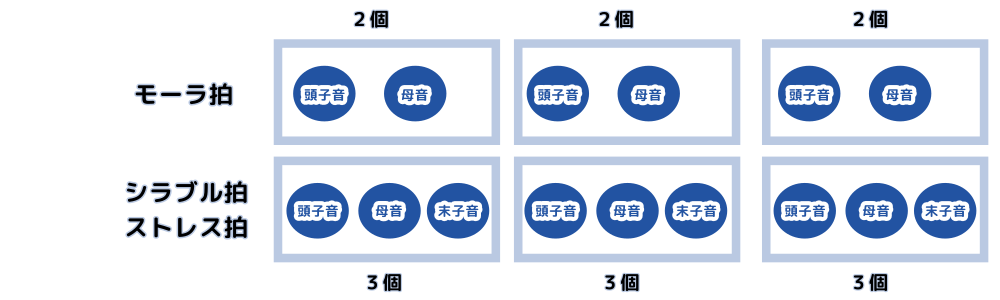 2個 2個 2個
モーラ拍
頭子音 母音 頭子音 母音 頭子音 母音
シラブル拍
ストレス拍
頭子音 母音 末子音 頭子音 母音 末子音 頭子音 母音 末子音
3個 3個 3個